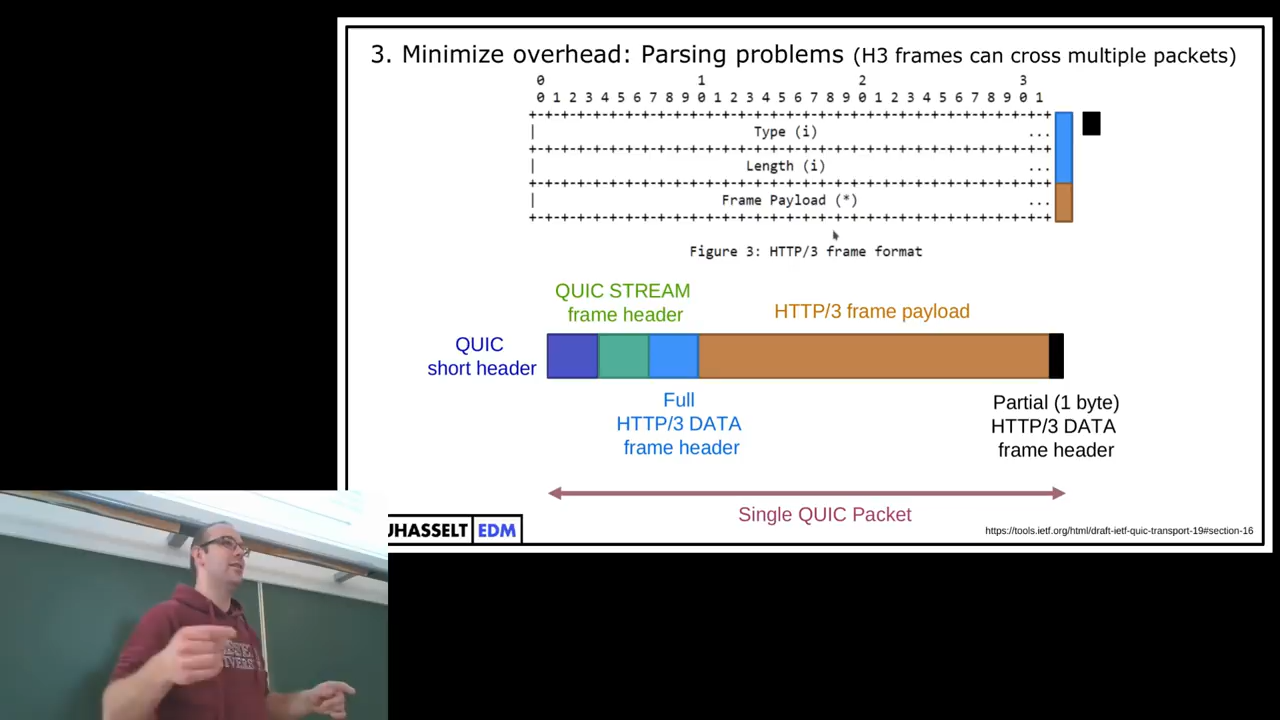 3. Minimize overhead: Parsing problems (H3 frames can cross multiple packets)
0 1 2 3
0 1 2 3 4 5 6 7 8 9 0 1 2 3 4 5 6 7 8 9 0 1 2 3 4 5 6 7 8 9 0 1
+-+-+-+-+-+-+-+-+-+-+-+-+-+-+-+-+-+-+-+-+-+-+-+-+-+-+-+-+-+-+-+-+
| Type (i) ...
+-+-+-+-+-+-+-+-+-+-+-+-+-+-+-+-+-+-+-+-+-+-+-+-+-+-+-+-+-+-+-+-+
| Length (i) ...
+-+-+-+-+-+-+-+-+-+-+-+-+-+-+-+-+-+-+-+-+-+-+-+-+-+-+-+-+-+-+-+-+
| Frame Payload (*) ...
+-+-+-+-+-+-+-+-+-+-+-+-+-+-+-+-+-+-+-+-+-+-+-+-+-+-+-+-+-+-+-+-+
Figure 3: HTTP/3 frame format
QUIC STREAM
frame header
HTTP/3 frame payload
QUIC
short header
Full
HTTP/3 DATA
frame header
Partial (1 byte)
HTTP/3 DATA
frame header
Single QUIC Packet
UHASSELT EDM
https://tools.ietf.org/html/draft-ietf-quic-transport-19#section-16